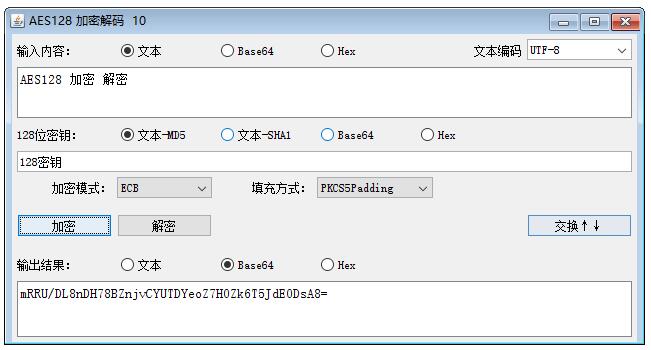 AES128 加密解码 10
输入内容: 文本 Base64 Hex 文本编码 UTF-8
AES128 加密 解密
128位密钥: 文本-MD5 文本-SHA1 Base64 Hex
128密钥
加密模式: ECB 填充方式: PKCS5Padding
加密 解密 交换↑↓
输出结果: 文本 Base64 Hex
mRRU/DL8nDH78BZnjvCYUTDYeoZ7H0Zk6T5JdE0DsA8=